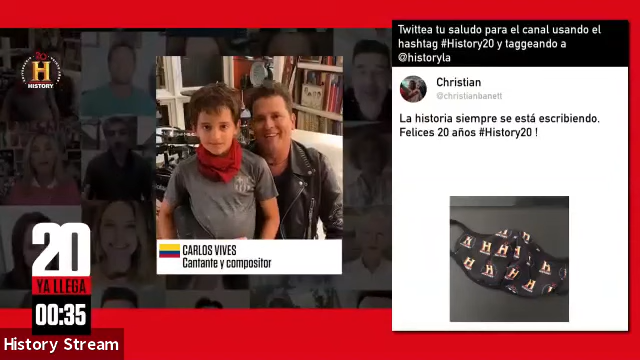 HISTORY
CARLOS VIVES
Cantante y compositor
20
YA LLEGA
00:35
History Stream
Twittea tu saludo para el canal usando el
hashtag #History20 y taggeando a
@historyla
Christian
@christianbanett
La historia siempre se está escribiendo.
Felices 20 años #History20 !